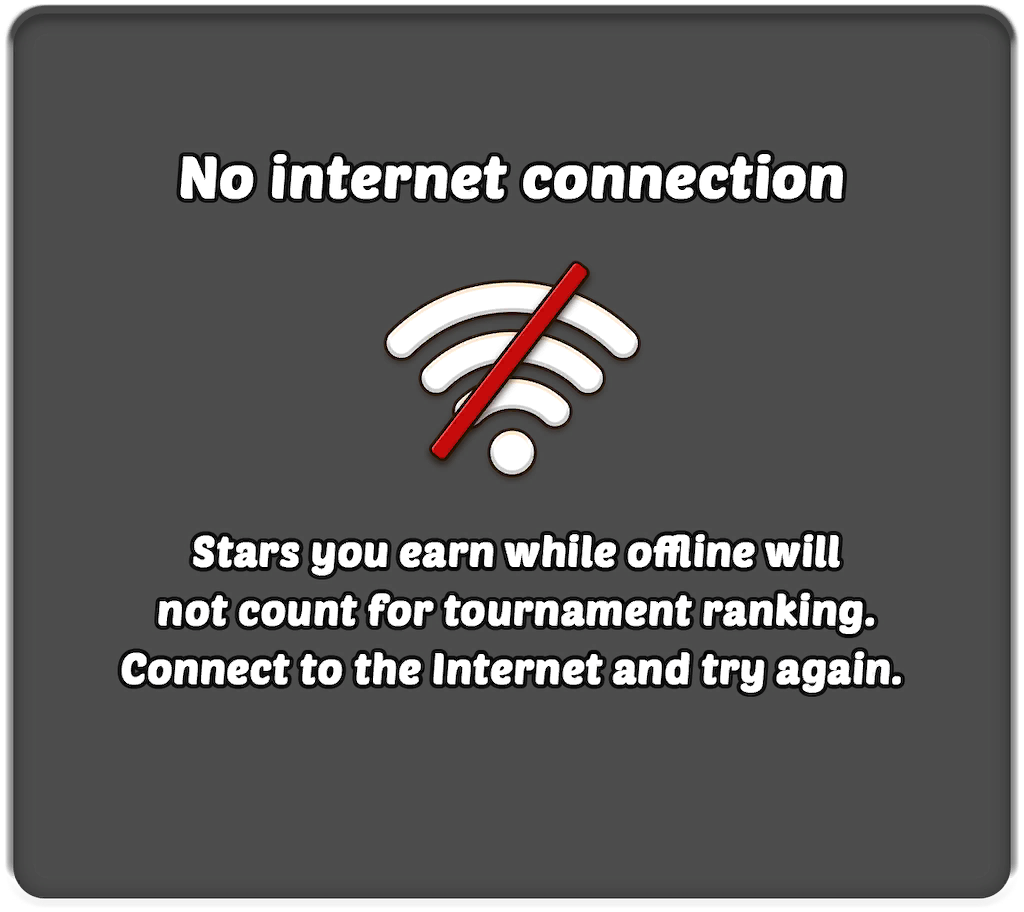 No internet connection
Stars you earn while offline will
not count for tournament ranking.
Connect to the Internet and try again.